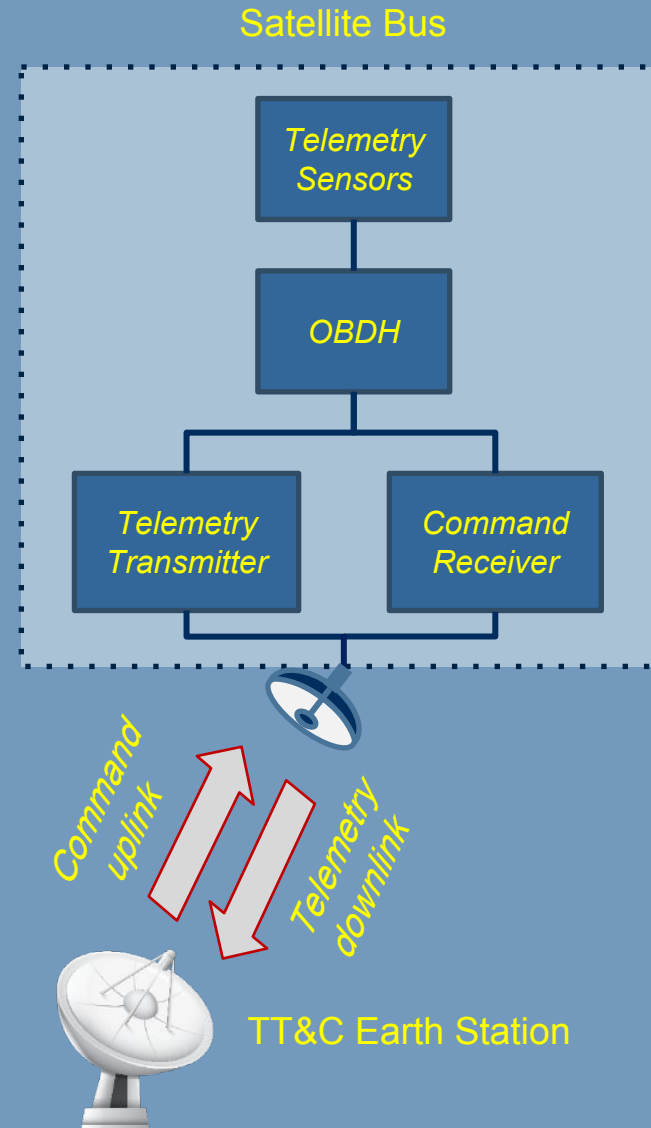 Satellite Bus
Telemetry
Sensors
OBDH
Telemetry
Transmitter
Command
Receiver
Command
uplink
Telemetry
downlink
TT&C Earth Station